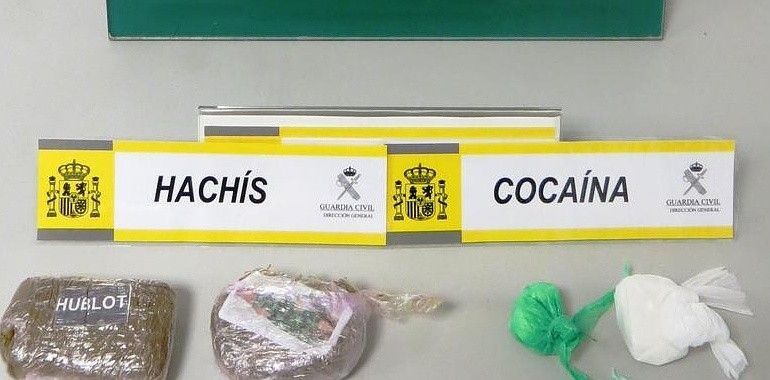 HACHÍS
GUARDIA CIVIL
DIRECCIÓN GENERAL
COCAÍNA
GUARDIA CIVIL
DIRECCIÓN GENERAL
HUBLOT